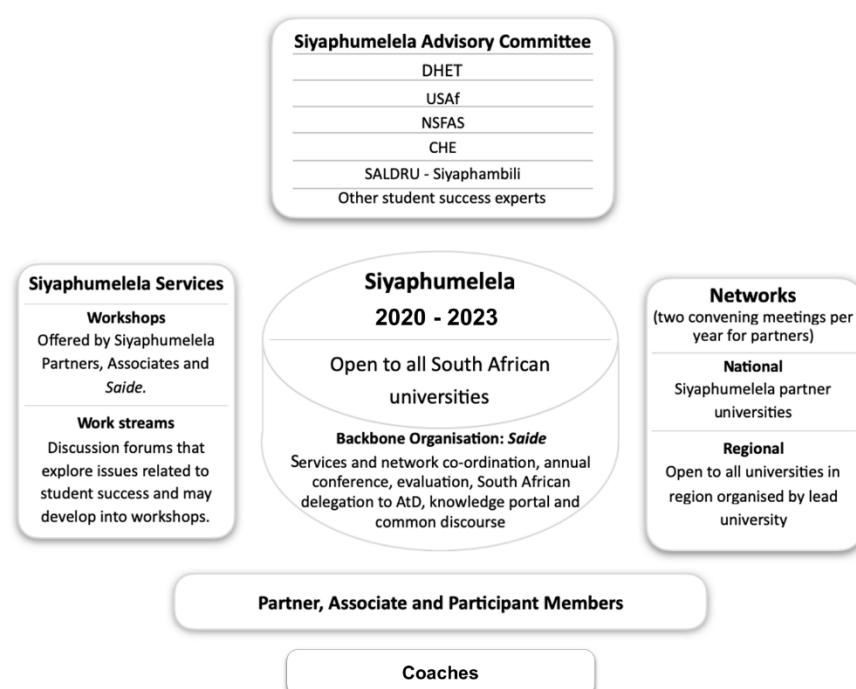 Siyaphumelela Advisory Committee
DHET
USAf
NSFAS
CHE
SALDRU - Siyaphambili
Other student success experts
Siyaphumelela Services
Workshops
Offered by Siyaphumelela
Partners, Associates and
Saide.
Work streams
Discussion forums that
explore issues related to
student success and may
develop into workshops.
Siyaphumelela
2020 - 2023
Open to all South African
universities
Backbone Organisation: Saide
Services and network co-ordination, annual
conference, evaluation, South African
delegation to AtD, knowledge portal and
common discourse
Networks
(two convening meetings per
year for partners)
National
Siyaphumelela partner
universities
Regional
Open to all universities in
region organised by lead
university
Partner, Associate and Participant Members
Coaches